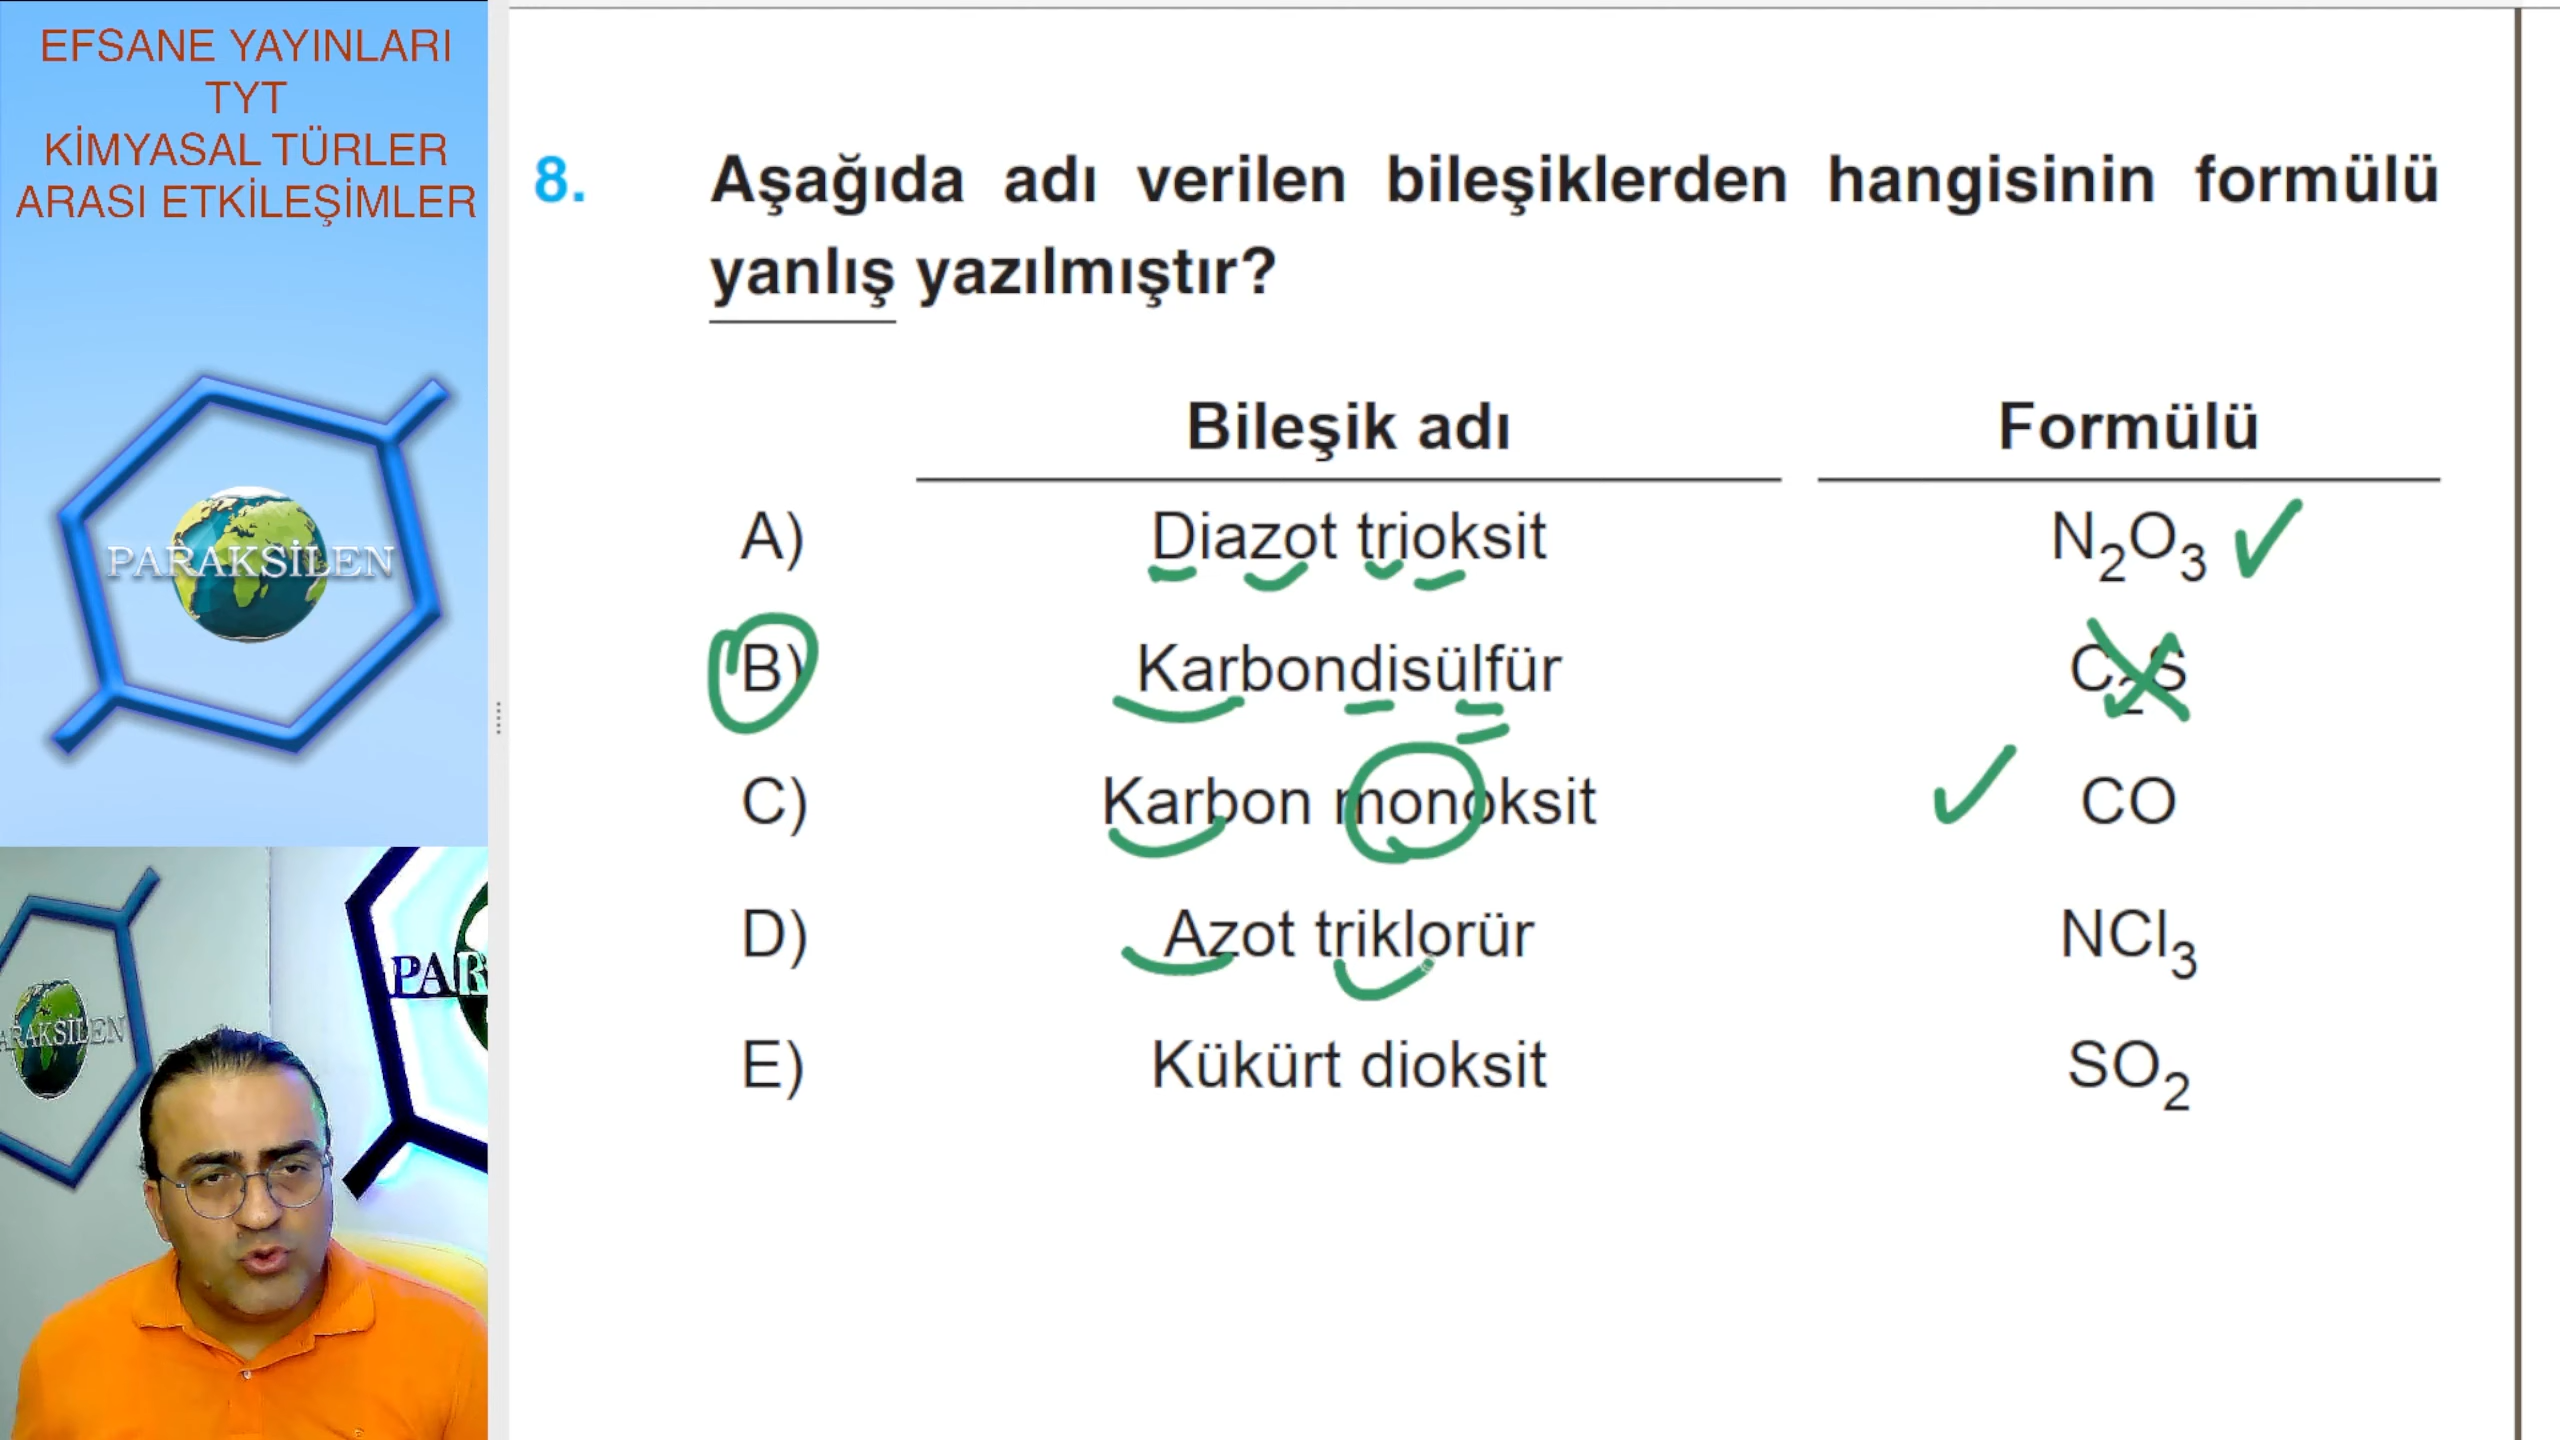 EFSANE YAYINLARI
TYT
KİMYASAL TÜRLER
ARASI ETKİLEŞİMLER
PARAKSİLEN
8. Aşağıda adı verilen bileşiklerden hangisinin formülü
yanlış yazılmıştır?
Bileşik adı Formülü
A) Diazot trioksit N₂O₃
B) Karbondisülfür C₂S
C) Karbon monoksit CO
D) Azot triklorür NCl₃
E) Kükürt dioksit SO₂
PAR
ARAKSİLEN